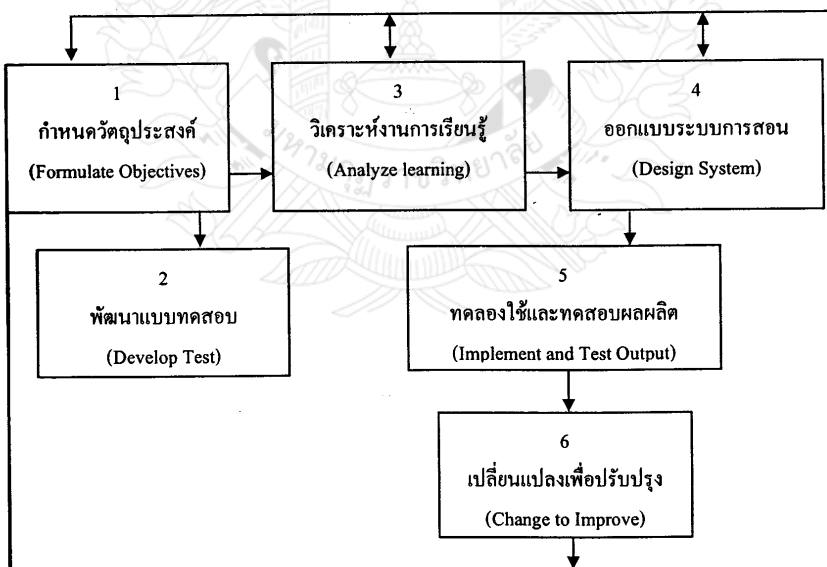 1
กำหนดวัตถุประสงค์
(Formulate Objectives)
3
วิเคราะห์งานการเรียนรู้
(Analyze learning)
4
ออกแบบระบบการสอน
(Design System)
2
พัฒนาแบบทดสอบ
(Develop Test)
5
ทดลองใช้และทดสอบผลผลิต
(Implement and Test Output)
6
เปลี่ยนแปลงเพื่อปรับปรุง
(Change to Improve)